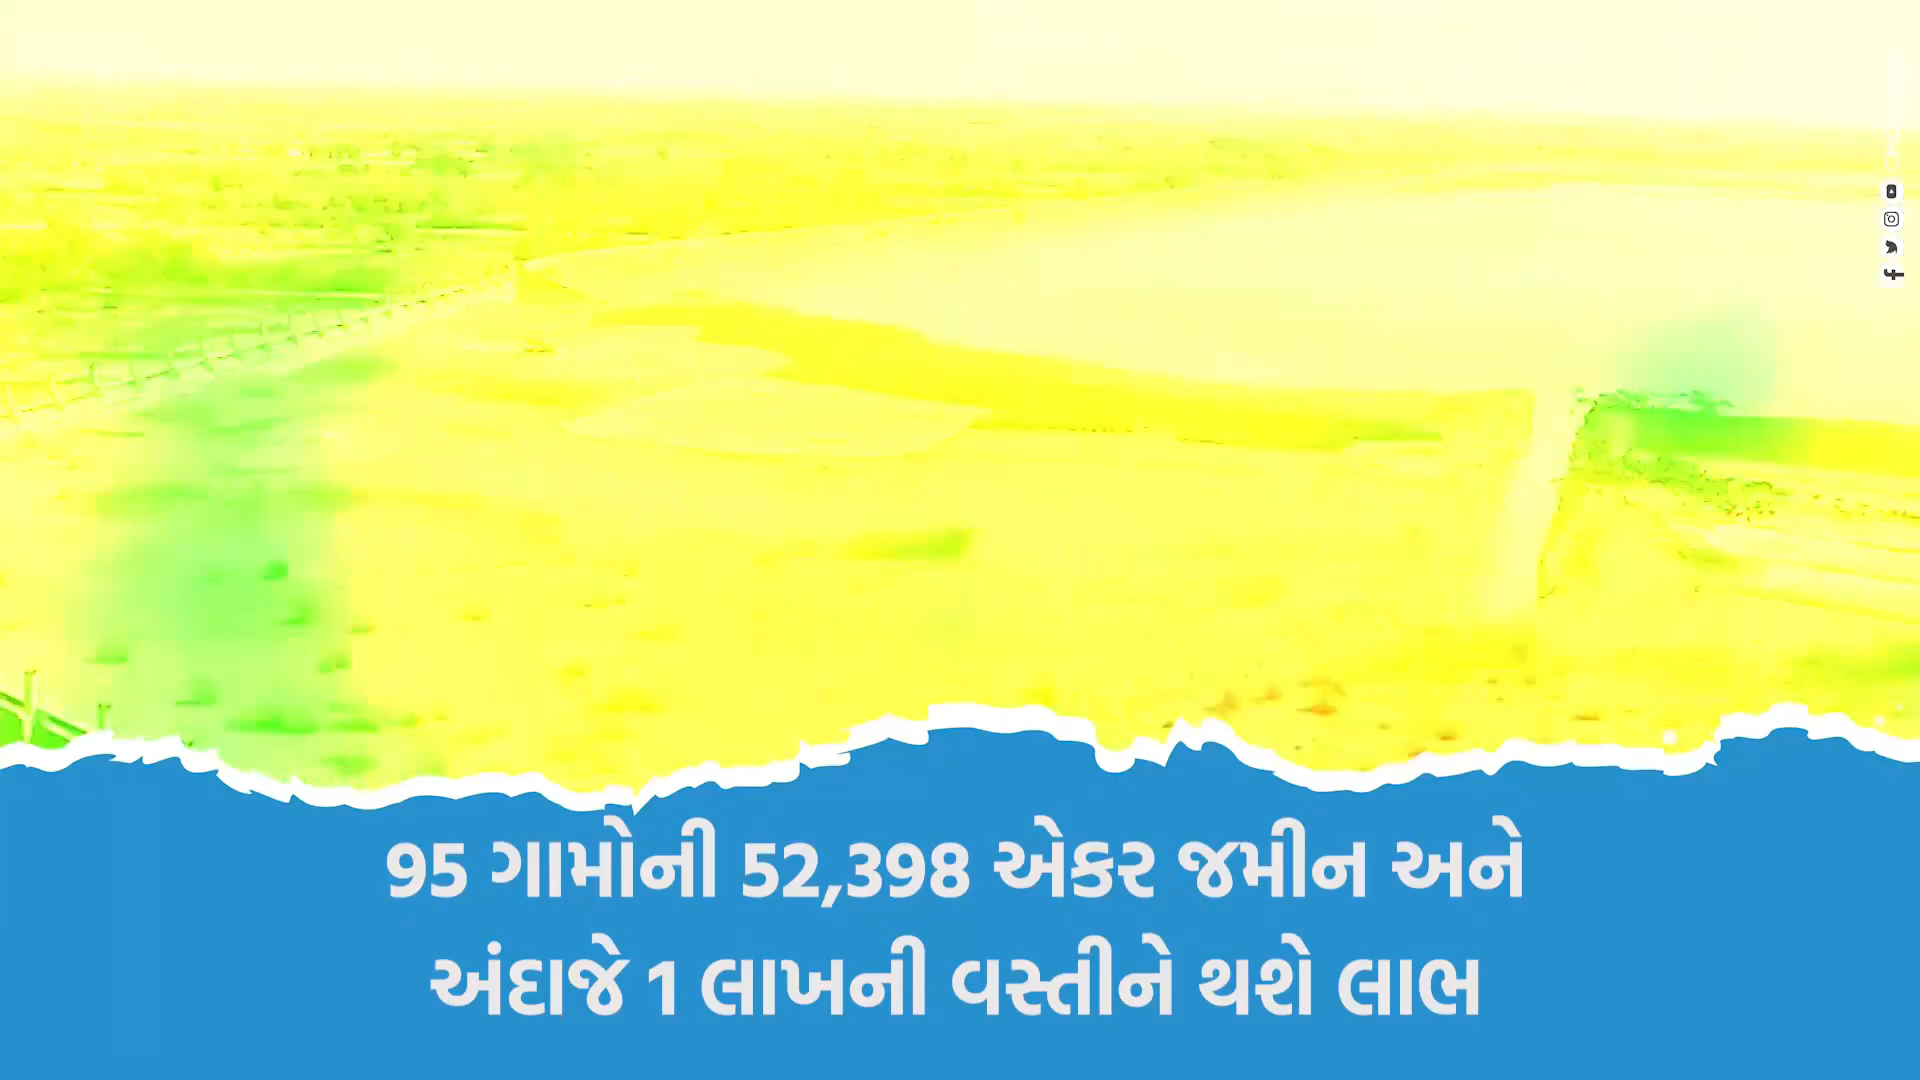 95 ગામોની 52,398 એકર જમીન અને
અંદાજે 1 લાખની વસ્તીને થશે લાભ